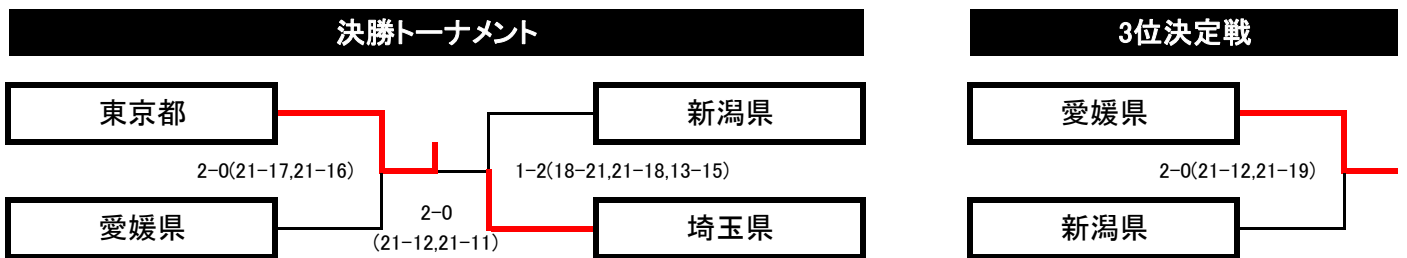 決勝トーナメント
東京都
新潟県
2-0(21-17,21-16)
1-2(18-21,21-18,13-15)
愛媛県
2-0
(21-12,21-11)
埼玉県
3位決定戦
愛媛県
2-0(21-12,21-19)
新潟県